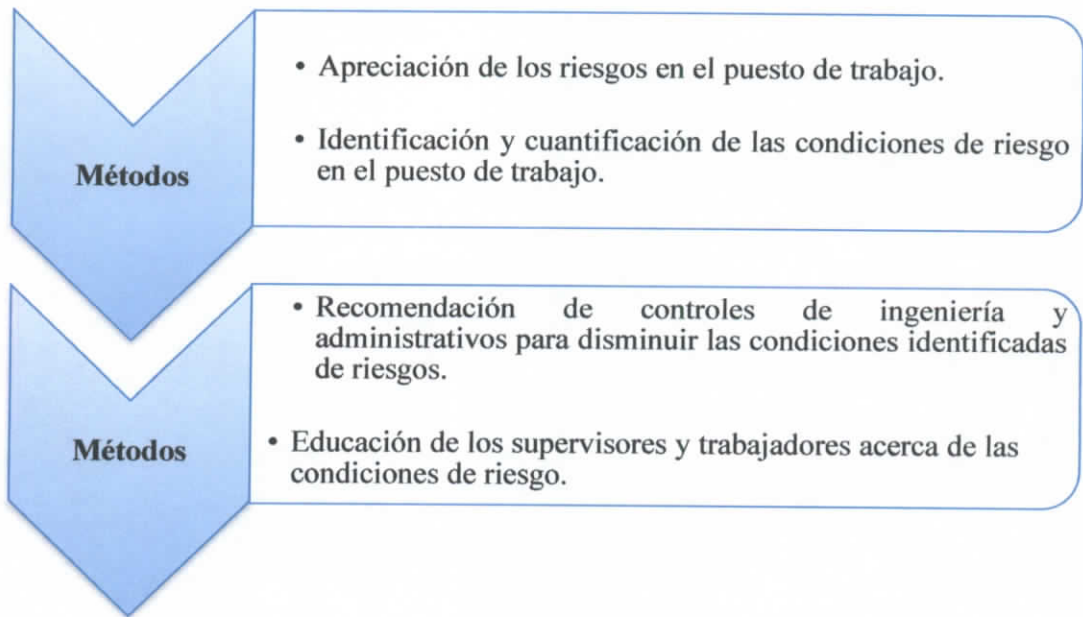 Métodos
• Apreciación de los riesgos en el puesto de trabajo.
• Identificación y cuantificación de las condiciones de riesgo
en el puesto de trabajo.
Métodos
• Recomendación de controles de ingeniería y
administrativos para disminuir las condiciones identificadas
de riesgos.
• Educación de los supervisores y trabajadores acerca de las
condiciones de riesgo.